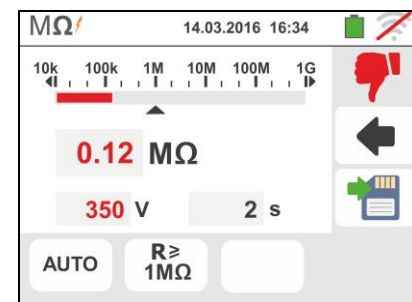 MΩ 14.03.2016 16:34
10k 100k 1M 10M 100M 1G
0.12 MΩ
350 V 2 s
AUTO R≥
1MΩ